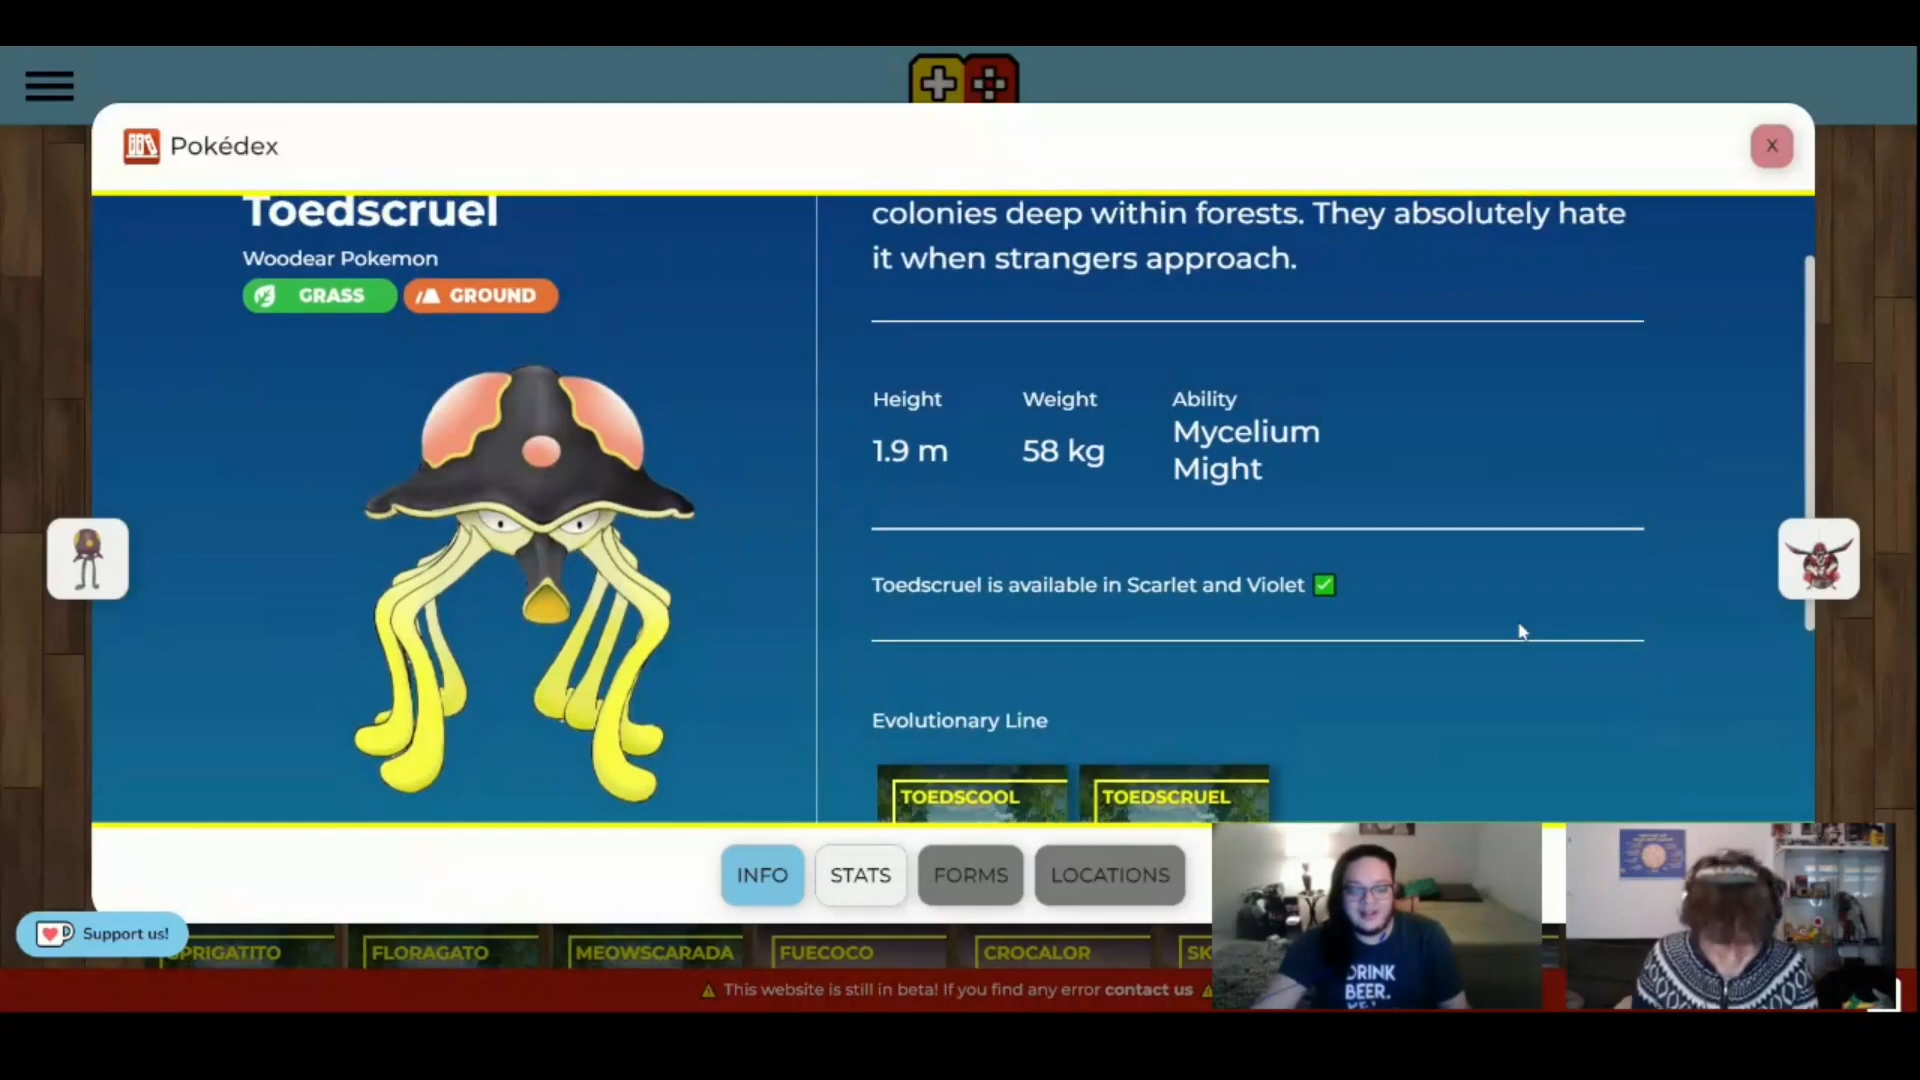 Pokédex
X
Toedscruel
Woodear Pokemon
GRASS
GROUND
colonies deep within forests. They absolutely hate
it when strangers approach.
Height
Weight
Ability
1.9 m
58 kg
Mycelium
Might
Toedscruel is available in Scarlet and Violet
Evolutionary Line
TOEDSCOOL
TOEDSCRUEL
INFO
STATS
FORMS
LOCATIONS
Support us!
SPRIGATITO
FLORAGATO
MEOWSCARADA
FUECOCO
CROCALOR
SK
This website is still in beta! If you find any error contact us
DRINK
BEER.